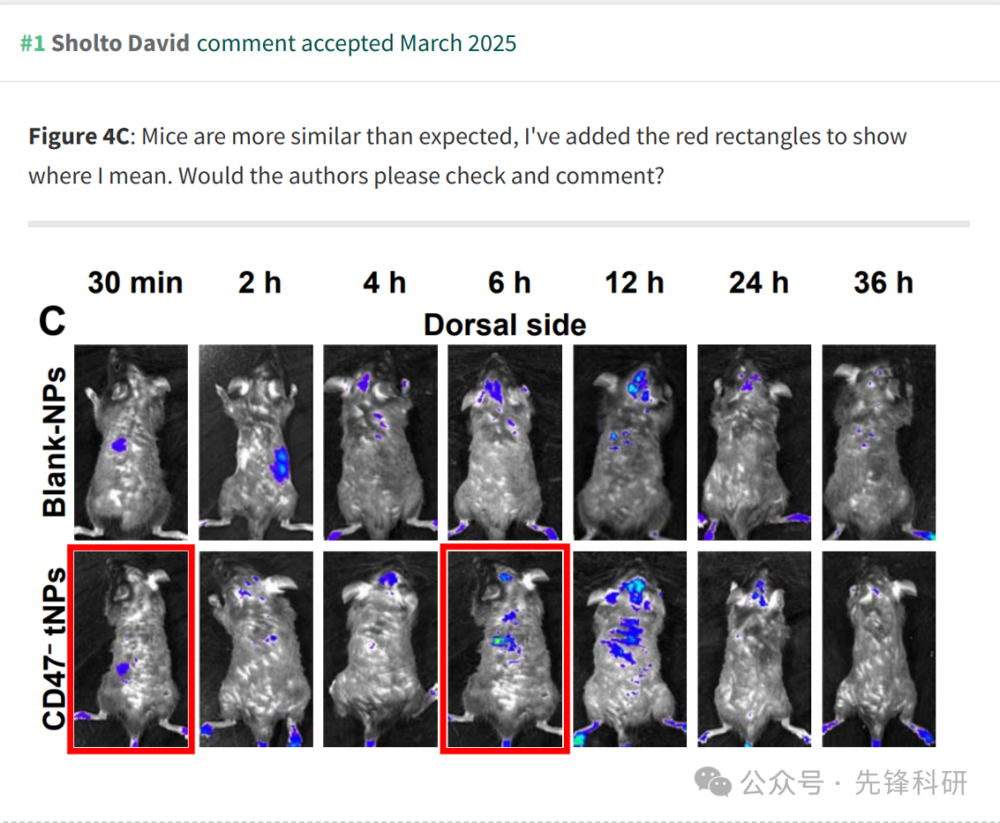 #1 Sholto David comment accepted March 2025
Figure 4C: Mice are more similar than expected, I've added the red rectangles to show
where I mean. Would the authors please check and comment?
30 min 2 h 4 h 6 h 12 h 24 h 36 h
C Dorsal side
Blank-NPs
CD47⁻ tNPs
公众号 · 先锋科研